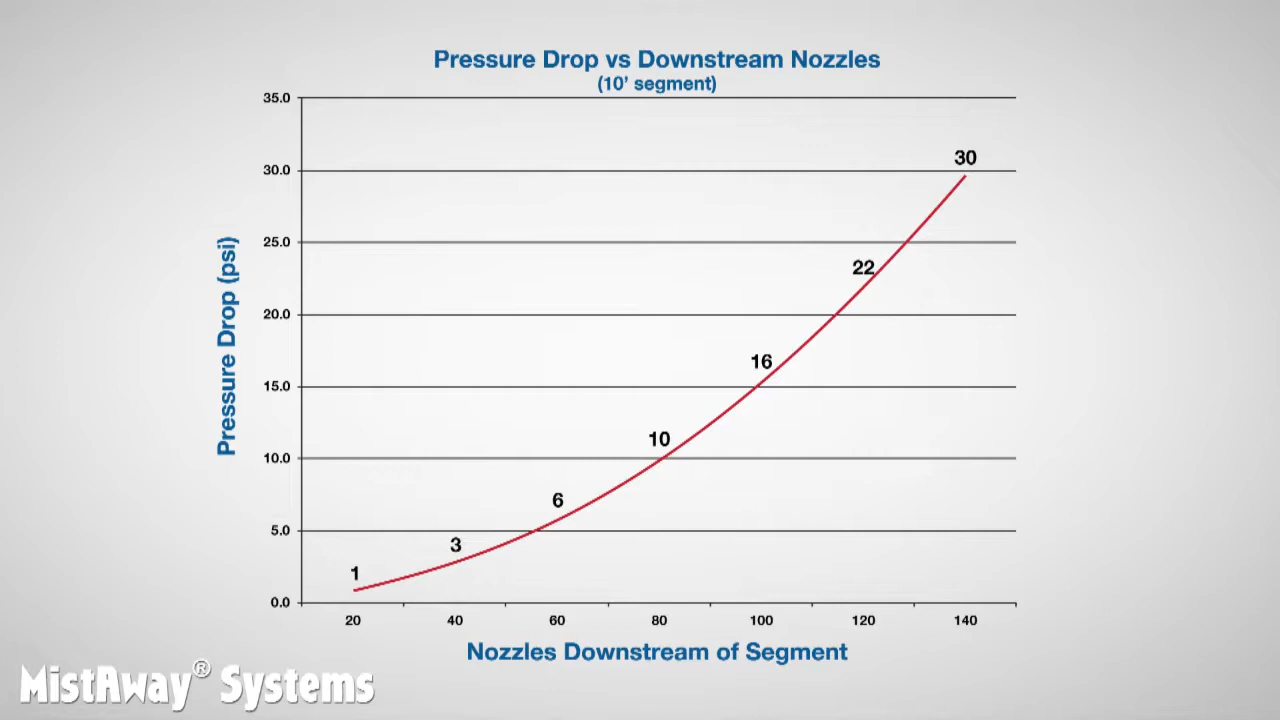 Pressure Drop vs Downstream Nozzles
(10’ segment)
35.0
30.0
25.0
20.0
15.0
10.0
5.0
0.0
Pressure Drop (psi)
1
3
6
10
16
22
30
20 40 60 80 100 120 140
Nozzles Downstream of Segment
MistAway® Systems